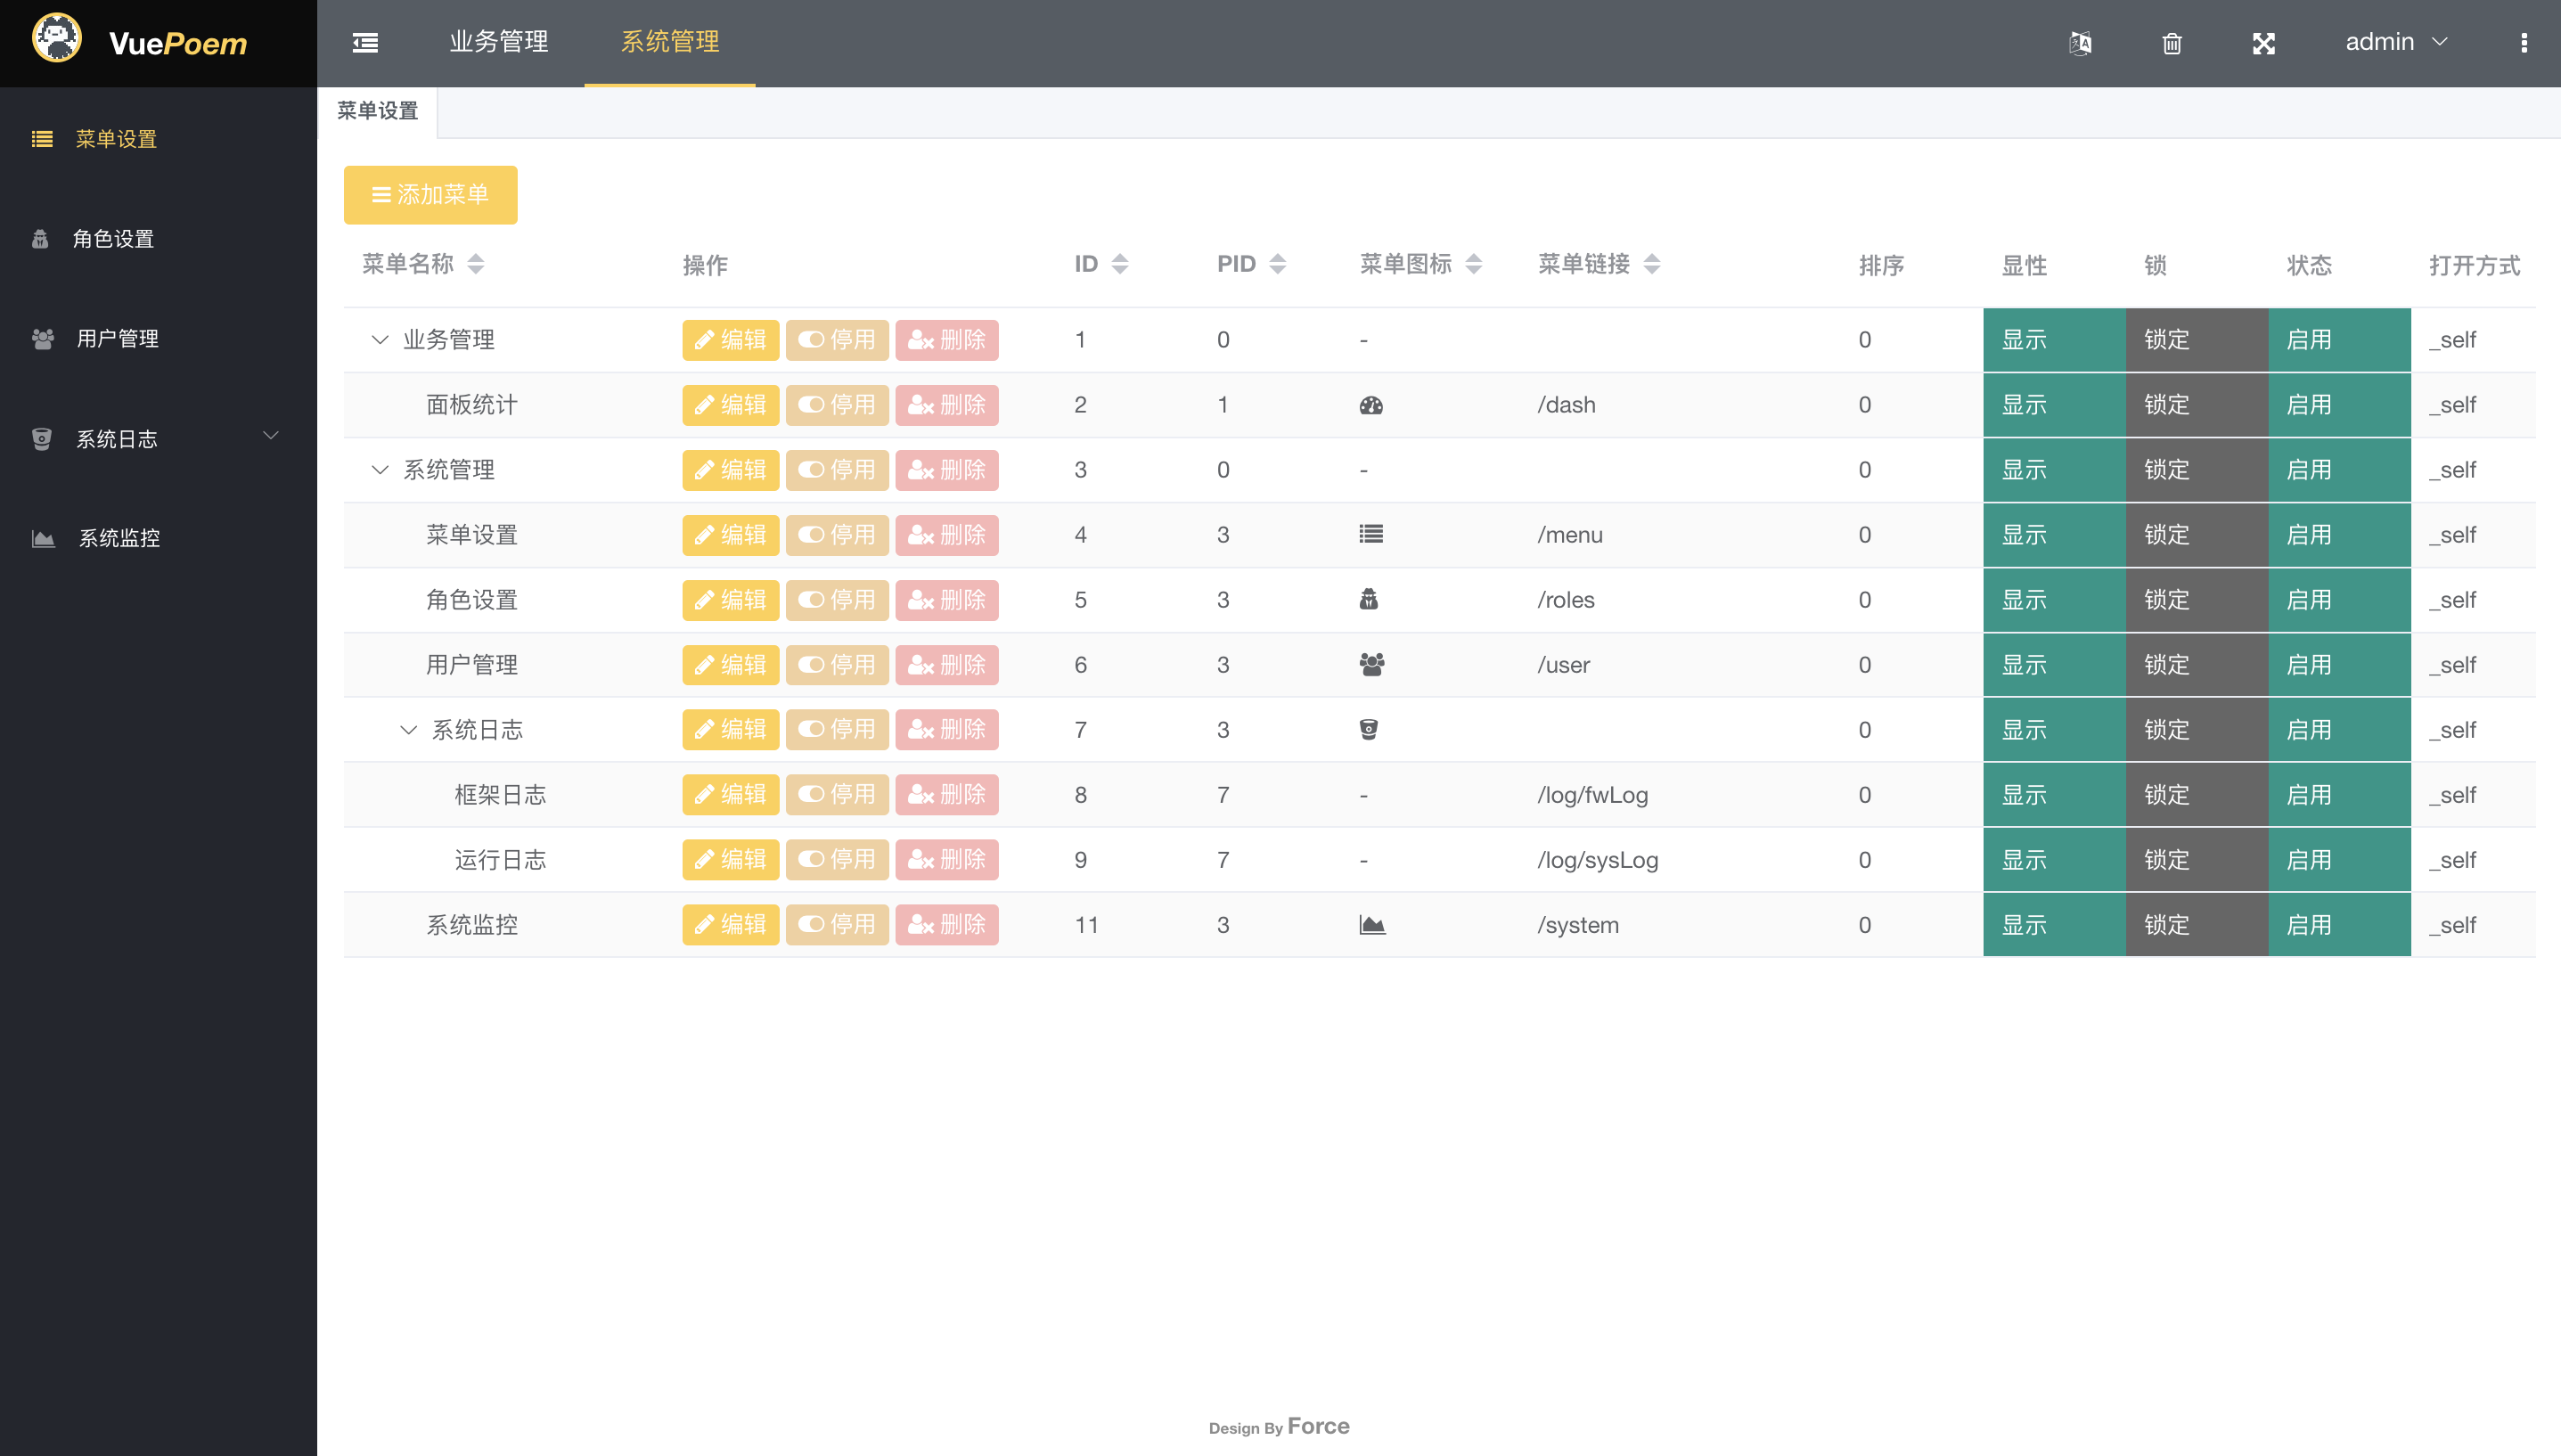 VuePoem
业务管理 系统管理 admin
菜单设置
角色设置
用户管理
系统日志
系统监控
菜单设置
添加菜单
菜单名称 操作 ID PID 菜单图标 菜单链接 排序 显性 锁 状态 打开方式
业务管理 编辑 停用 删除 1 0 - 0 显示 锁定 启用 _self
面板统计 编辑 停用 删除 2 1 /dash 0 显示 锁定 启用 _self
系统管理 编辑 停用 删除 3 0 - 0 显示 锁定 启用 _self
菜单设置 编辑 停用 删除 4 3 /menu 0 显示 锁定 启用 _self
角色设置 编辑 停用 删除 5 3 /roles 0 显示 锁定 启用 _self
用户管理 编辑 停用 删除 6 3 /user 0 显示 锁定 启用 _self
系统日志 编辑 停用 删除 7 3 0 显示 锁定 启用 _self
框架日志 编辑 停用 删除 8 7 - /log/fwLog 0 显示 锁定 启用 _self
运行日志 编辑 停用 删除 9 7 - /log/sysLog 0 显示 锁定 启用 _self
系统监控 编辑 停用 删除 11 3 /system 0 显示 锁定 启用 _self
Design By Force